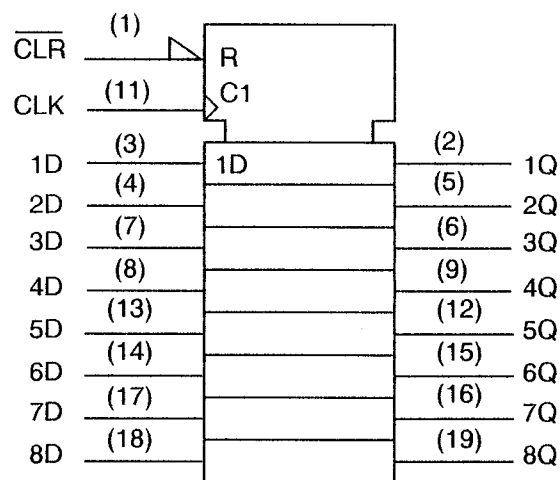 (1)
CLR R
CLK (11) C1
1D (3) 1D (2) 1Q
2D (4) (5) 2Q
3D (7) (6) 3Q
4D (8) (9) 4Q
5D (13) (12) 5Q
6D (14) (15) 6Q
7D (17) (16) 7Q
8D (18) (19) 8Q